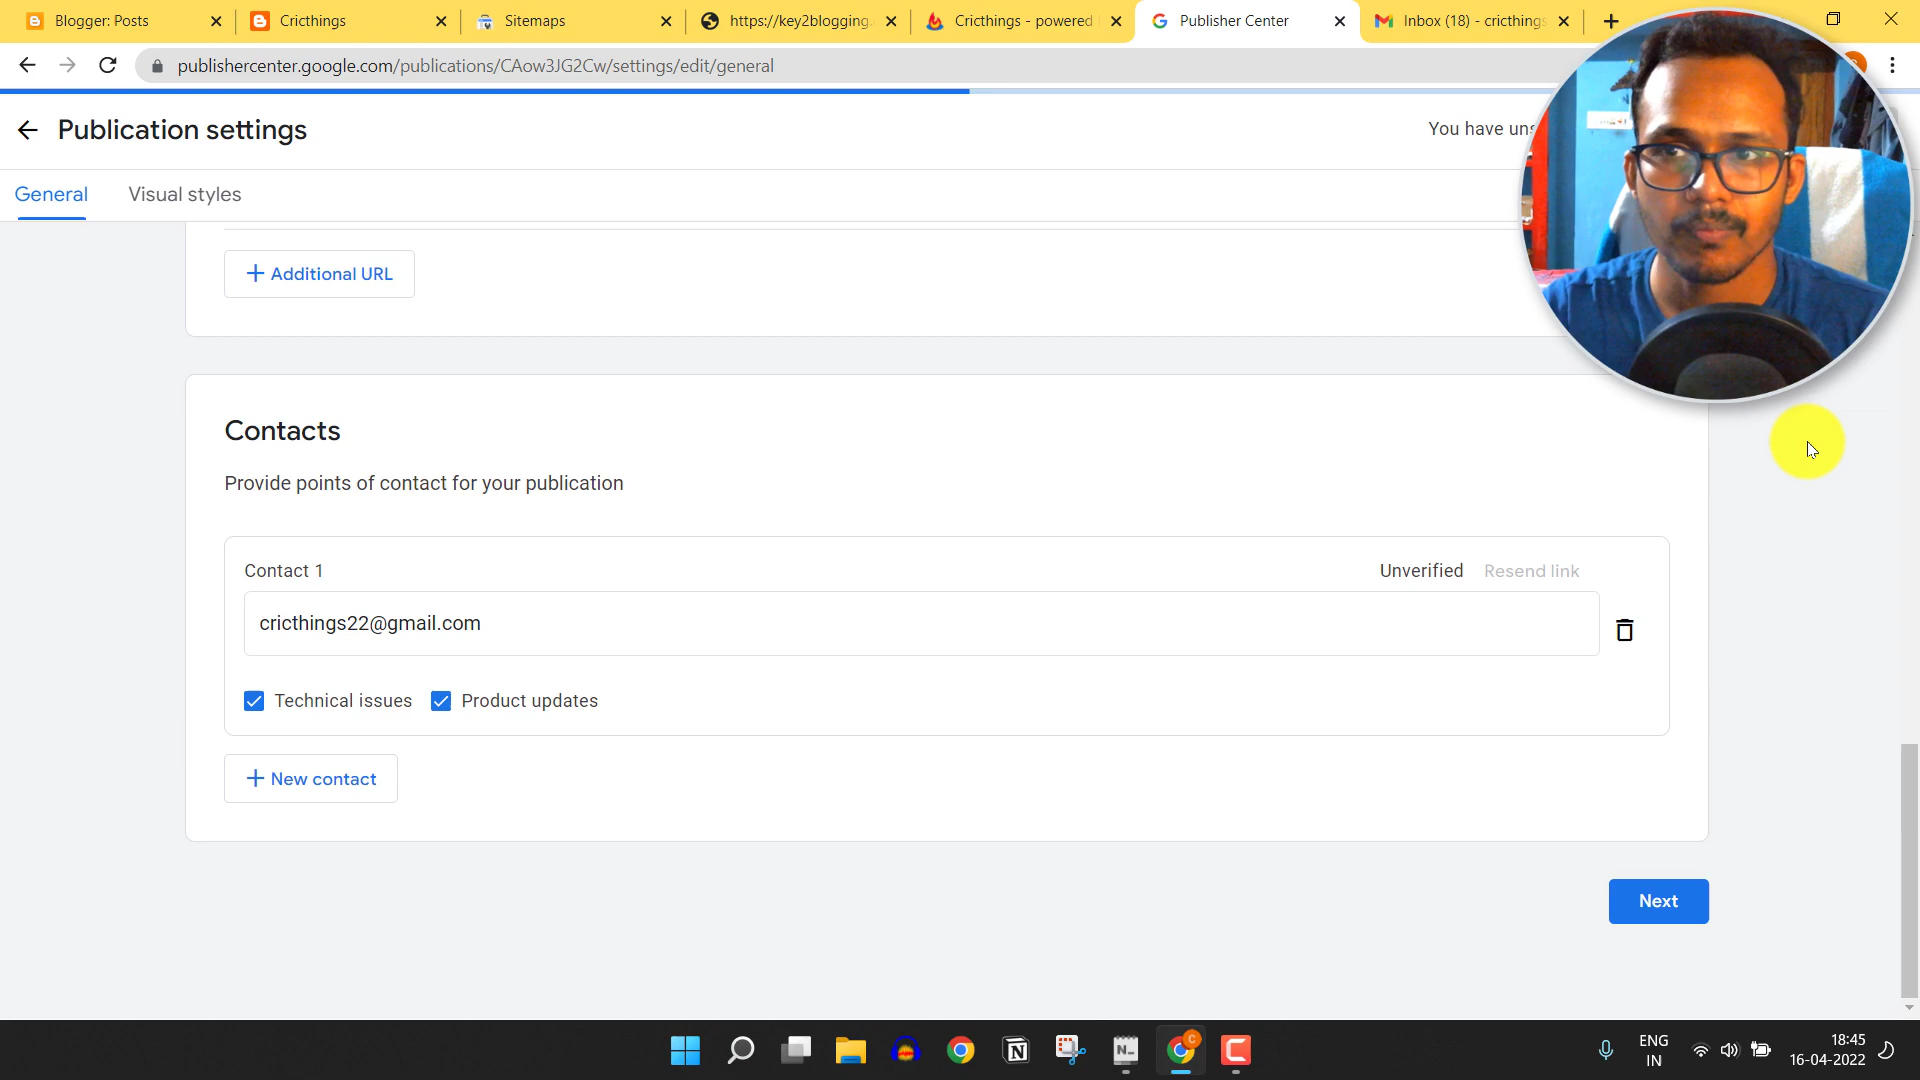 Blogger: Posts
Cricthings
Sitemaps
https://key2blogging.
Cricthings - powered
Publisher Center
Inbox (18) - cricthings
publishercenter.google.com/publications/CAow3JG2Cw/settings/edit/general
Publication settings
You have uns
General
Visual styles
+ Additional URL
Contacts
Provide points of contact for your publication
Contact 1
Unverified
Resend link
cricthings22@gmail.com
Technical issues
Product updates
+ New contact
Next
ENG
IN
18:45
16-04-2022